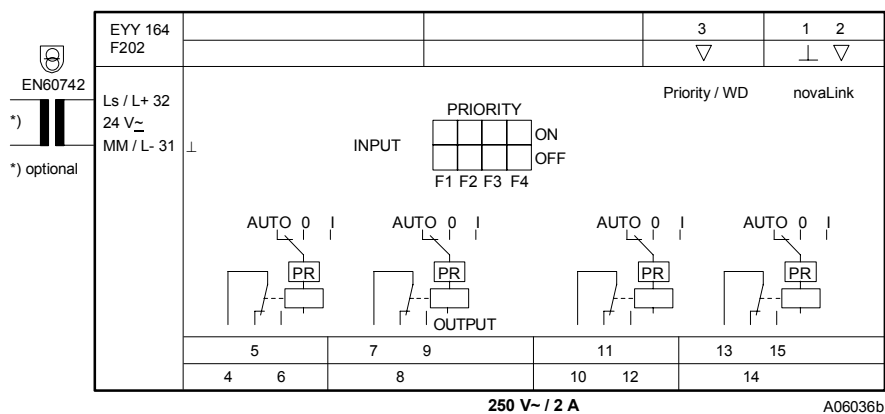 EYY 164
F202
3
1 2
EN60742
Ls / L+ 32
24 V~
MM / L- 31 ⊥
*)
*) optional
Priority / WD
novaLink
PRIORITY
INPUT
ON
OFF
F1 F2 F3 F4
AUTO 0 I
AUTO 0 I
AUTO 0 I
AUTO 0 I
PR
PR
PR
PR
OUTPUT
5
7 9
11
13 15
4 6
8
10 12
14
250 V~ / 2 A
A06036b